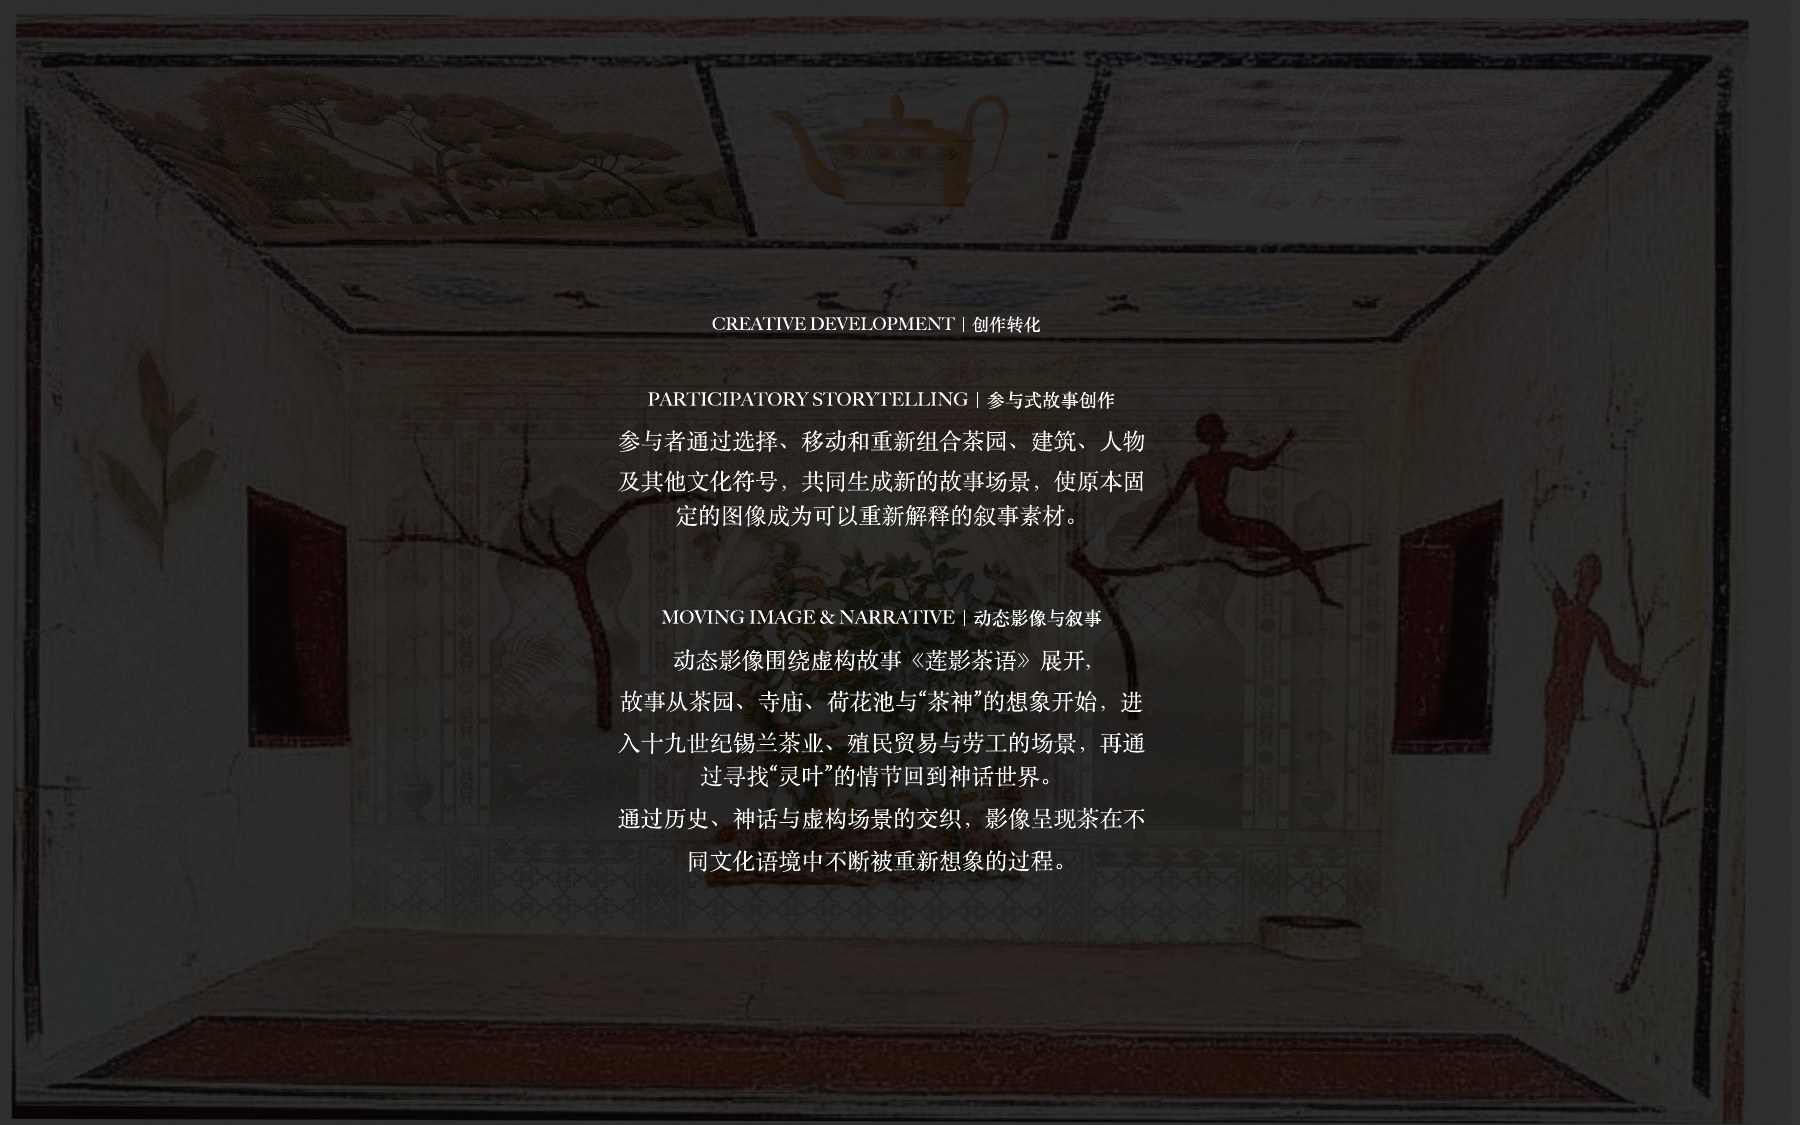 CREATIVE DEVELOPMENT | 创作转化
PARTICIPATORY STORYTELLING | 参与式故事创作
参与者通过选择、移动和重新组合茶园、建筑、人物
及其他文化符号，共同生成新的故事场景，使原本固
定的图像成为可以重新解释的叙事素材。
MOVING IMAGE & NARRATIVE | 动态影像与叙事
动态影像围绕虚构故事《莲影茶语》展开,
故事从茶园、寺庙、荷花池与“茶神”的想象开始，进
入十九世纪锡兰茶业、殖民贸易与劳工的场景，再通
过寻找“灵叶”的情节回到神话世界。
通过历史、神话与虚构场景的交织，影像呈现茶在不
同文化语境中不断被重新想象的过程。